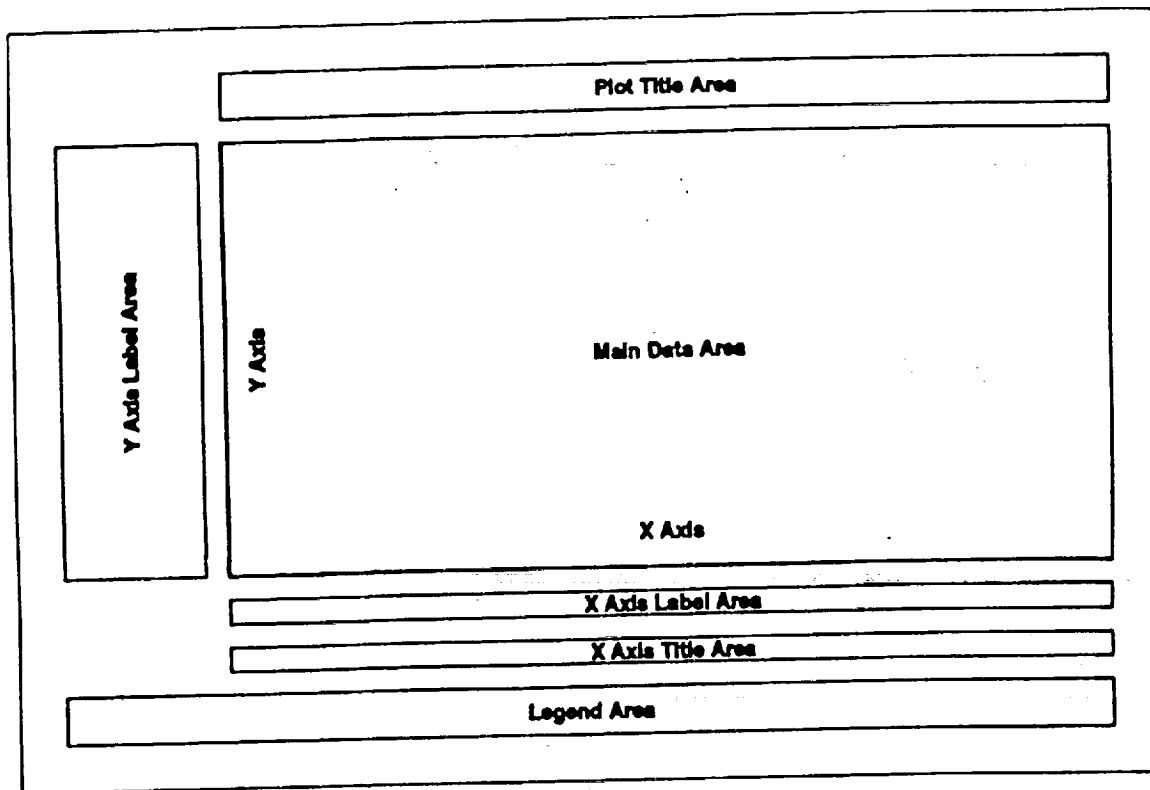 Plot Title Area
Y Axis Label Area
Y Axis
Main Data Area
X Axis
X Axis Label Area
X Axis Title Area
Legend Area